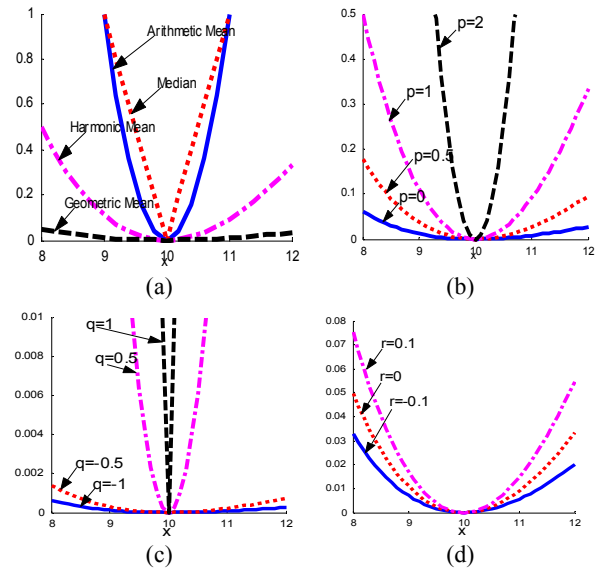 1
0.8
0.6
0.4
0.2
0
8
9
10
11
12
x
Arithmetic Mean
Median
Harmonic Mean
Geometric Mean
(a)
0.5
0.4
0.3
0.2
0.1
0
8
9
10
11
12
x
p=2
p=1
p=0.5
p=0
(b)
0.01
0.008
0.006
0.004
0.002
0
8
9
10
11
12
x
q=1
q=0.5
q=-0.5
q=-1
(c)
0.08
0.07
0.06
0.05
0.04
0.03
0.02
0.01
0
8
9
10
11
12
x
r=0.1
r=0
r=-0.1
(d)